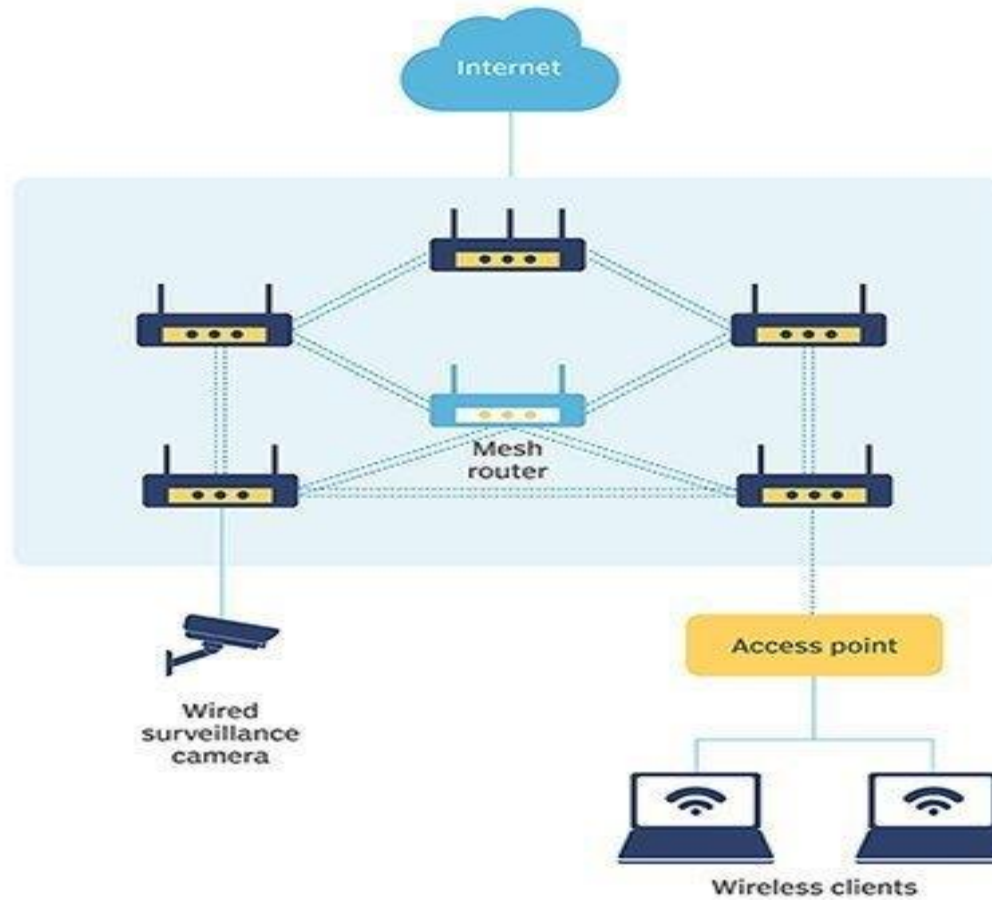 Internet
Mesh
router
Access point
Wired
surveillance
camera
Wireless clients